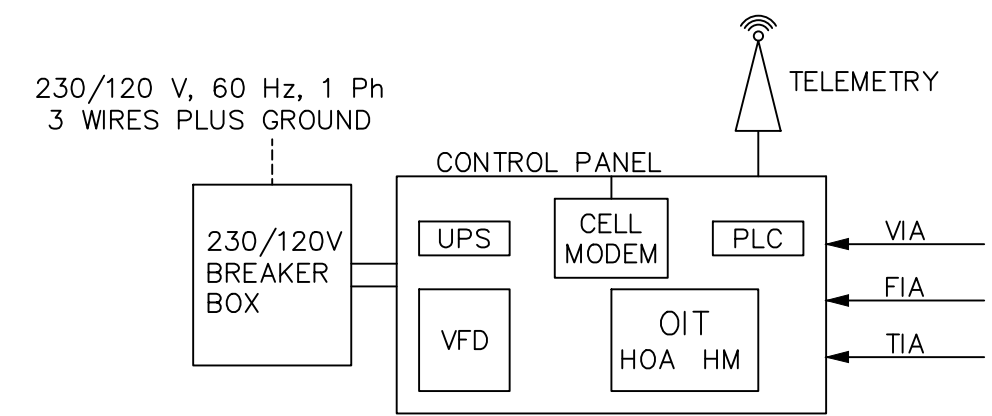 230/120 V, 60 Hz, 1 Ph
3 WIRES PLUS GROUND
TELEMETRY
CONTROL PANEL
230/120V
BREAKER
BOX
UPS
CELL
MODEM
PLC
VIA
FIA
TIA
VFD
OIT
HOA HM